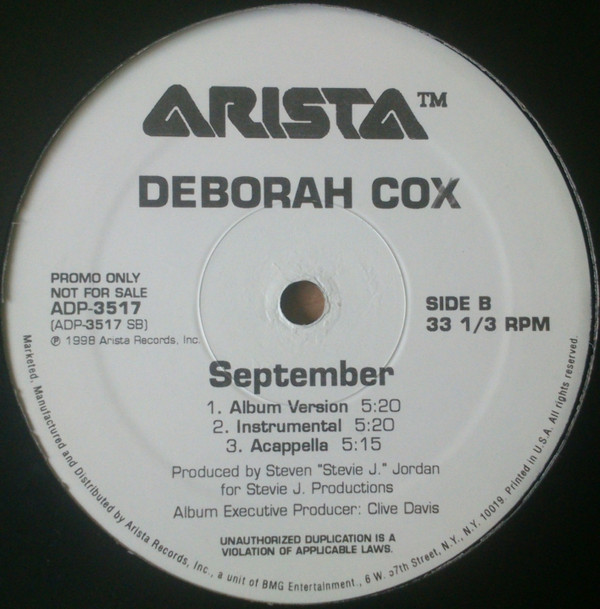 ARISTA™
DEBORAH COX
PROMO ONLY
NOT FOR SALE
ADP-3517
(ADP-3517 SB)
℗ 1998 Arista Records, Inc.
SIDE B
33 1/3 RPM
September
1. Album Version 5:20
2. Instrumental 5:20
3. Acappella 5:15
Produced by Steven "Stevie J." Jordan
for Stevie J. Productions
Album Executive Producer: Clive Davis
UNAUTHORIZED DUPLICATION IS A
VIOLATION OF APPLICABLE LAWS.
Marketed, Manufactured and Distributed by Arista Records, Inc., a unit of BMG Entertainment., 6 W. 57th Street, N.Y., N.Y. 10019. Printed in U.S.A. All rights reserved.